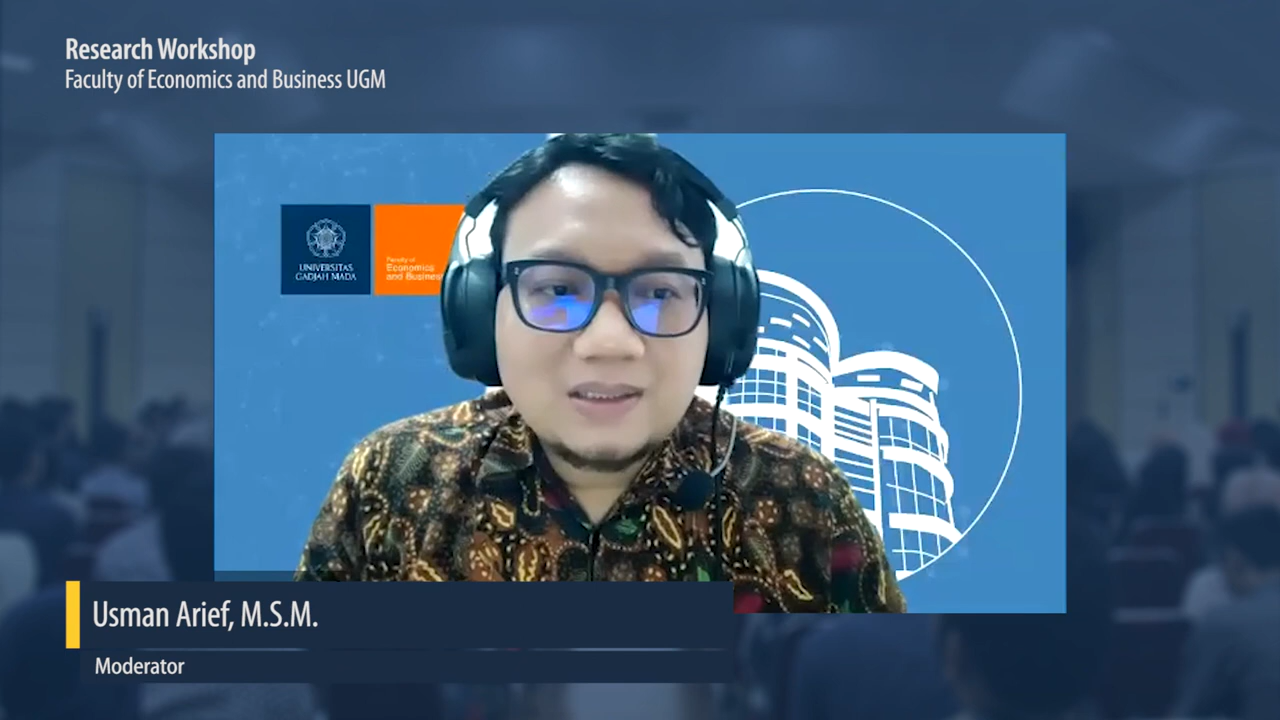 Research Workshop
Faculty of Economics and Business UGM
UNIVERSITAS
GADJAH MADA
Faculty of
Economics
and Business
Usman Arief, M.S.M.
Moderator